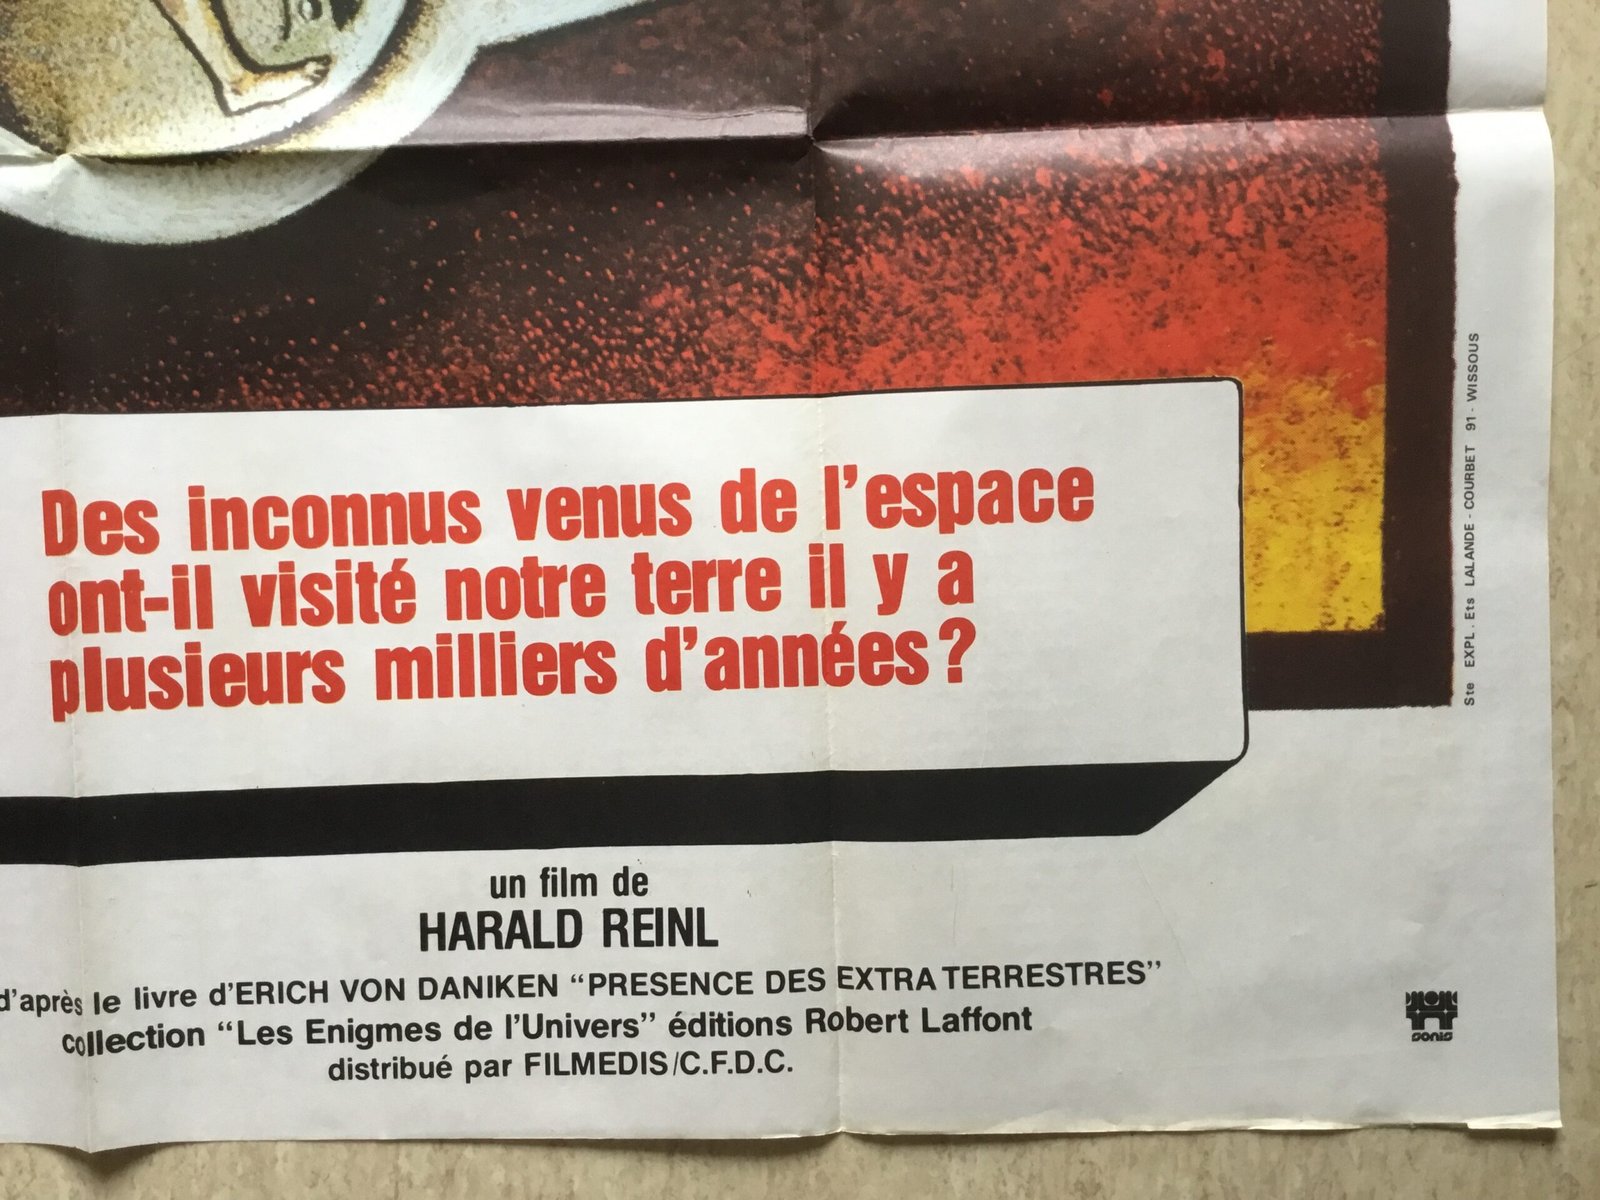 Des inconnus venus de l'espace
ont-il visité notre terre il y a
plusieurs milliers d'années?
un film de
HARALD REINL
d'après le livre d'ERICH VON DANIKEN "PRESENCE DES EXTRA TERRESTRES"
collection "Les Enigmes de l'Univers" éditions Robert Laffont
distribué par FILMEDIS/C.F.D.C.
Ste EXPL. Ets LALANDE-COURBET 91-WISSOUS
sonis